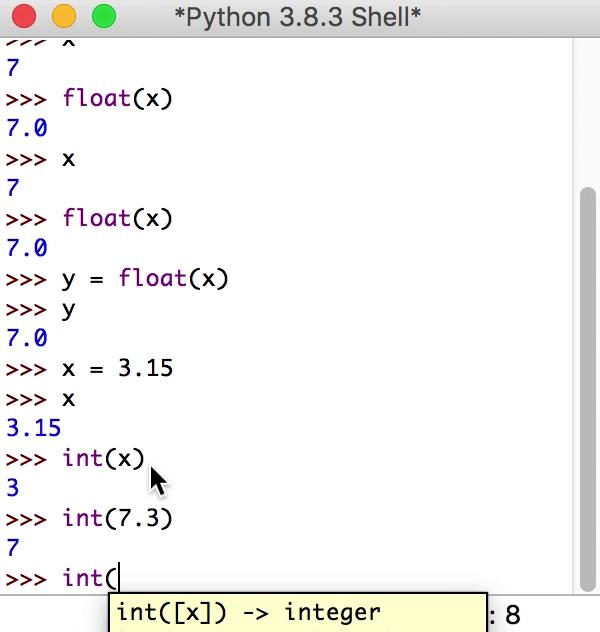 *Python 3.8.3 Shell*
>>> x
7
>>> float(x)
7.0
>>> x
7
>>> float(x)
7.0
>>> y = float(x)
>>> y
7.0
>>> x = 3.15
>>> x
3.15
>>> int(x)
3
>>> int(7.3)
7
>>> int(
int([x]) -> integer
: 8